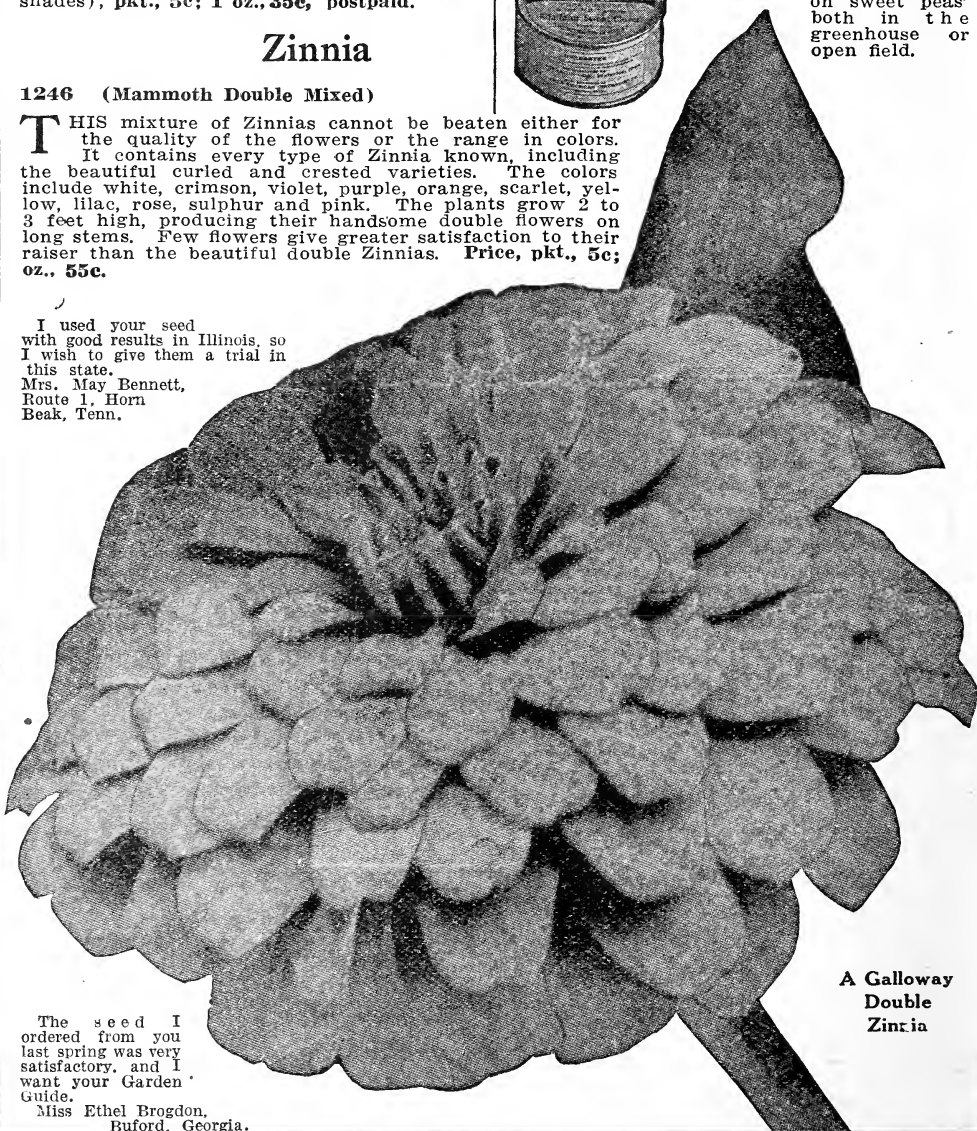 shades), pkt., 5c; 1 oz., 35c, postpaid.
on sweet peas
both in the
greenhouse or
open field.
Zinnia
1246 (Mammoth Double Mixed)
THIS mixture of Zinnias cannot be beaten either for
the quality of the flowers or the range in colors.
It contains every type of Zinnia known, including
the beautiful curled and crested varieties. The colors
include white, crimson, violet, purple, orange, scarlet, yel-
low, lilac, rose, sulphur and pink. The plants grow 2 to
3 feet high, producing their handsome double flowers on
long stems. Few flowers give greater satisfaction to their
raiser than the beautiful double Zinnias. Price, pkt., 5c;
oz., 55c.
I used your seed
with good results in Illinois, so
I wish to give them a trial in
this state.
Mrs. May Bennett,
Route 1, Horn
Beak, Tenn.
A Galloway
Double
Zinnia
The seed I
ordered from you
last spring was very
satisfactory, and I
want your Garden
Guide.
Miss Ethel Brogdon,
Buford, Georgia.